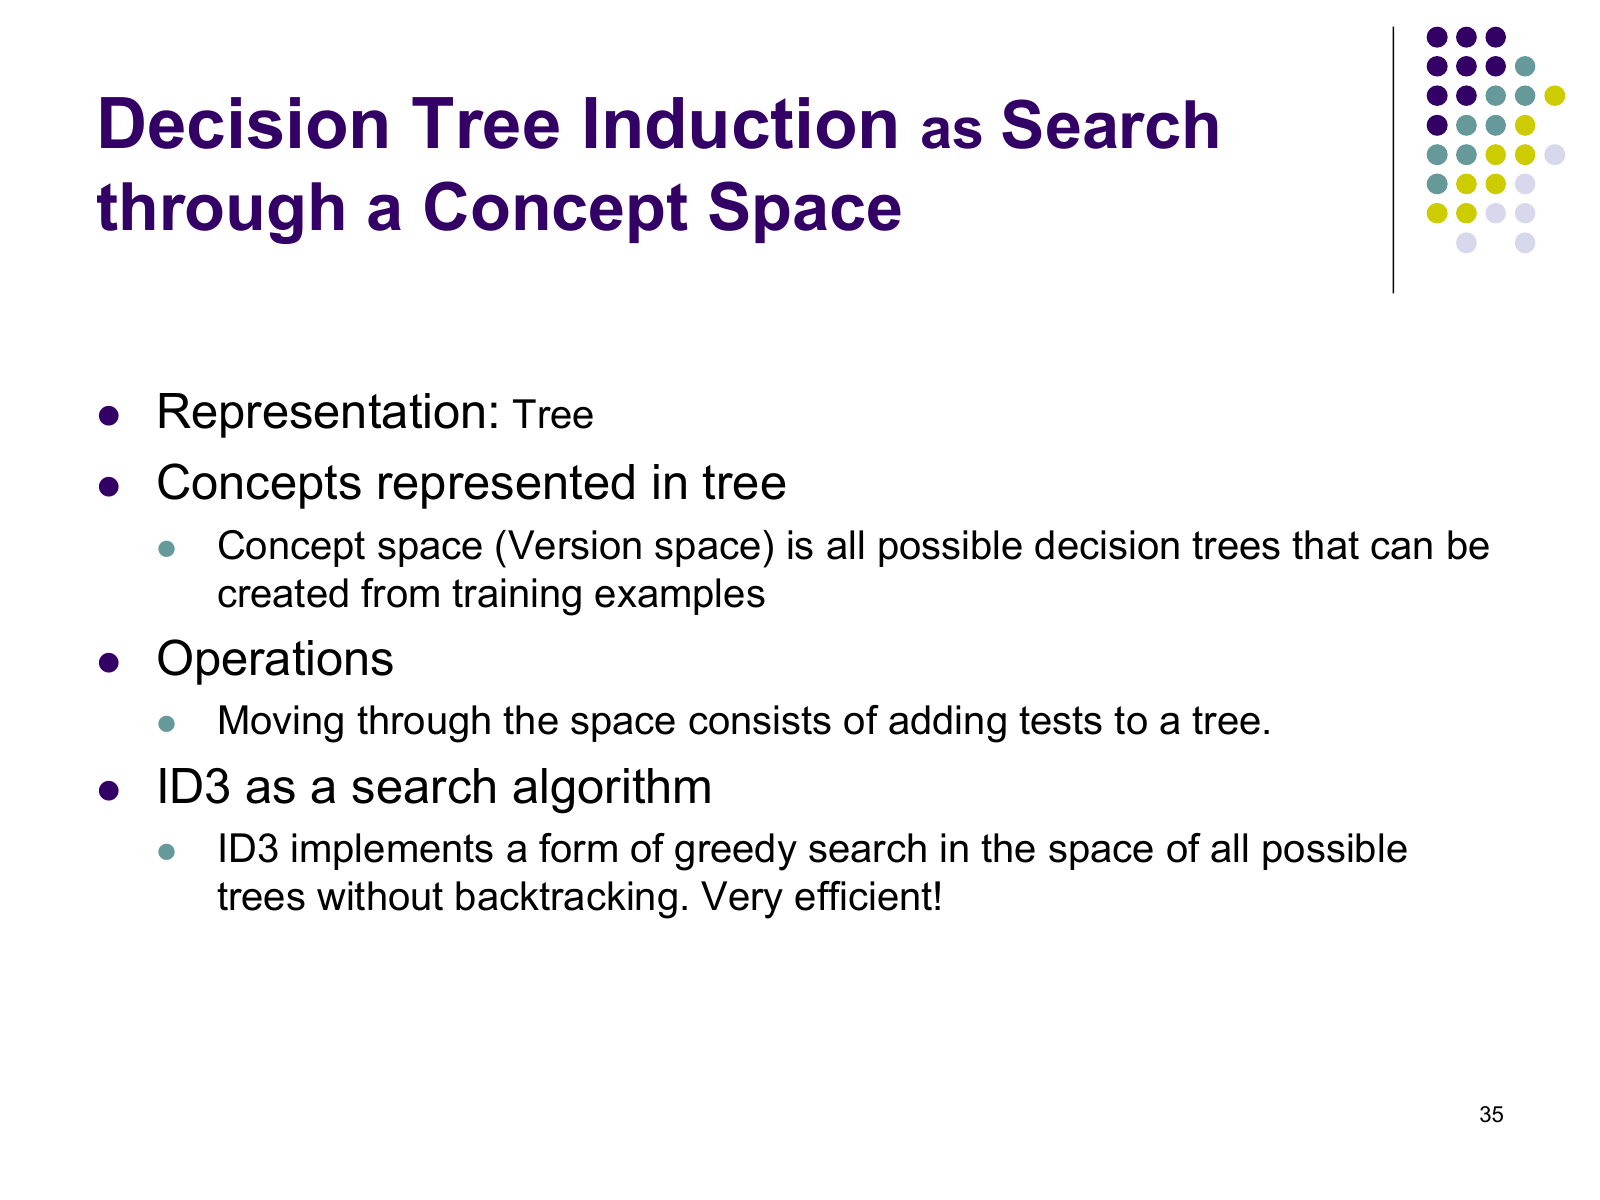 Decision Tree Induction as Search
through a Concept Space
Representation: Tree
Concepts represented in tree
Concept space (Version space) is all possible decision trees that can be
created from training examples
Operations
Moving through the space consists of adding tests to a tree.
ID3 as a search algorithm
ID3 implements a form of greedy search in the space of all possible
trees without backtracking. Very efficient!
35